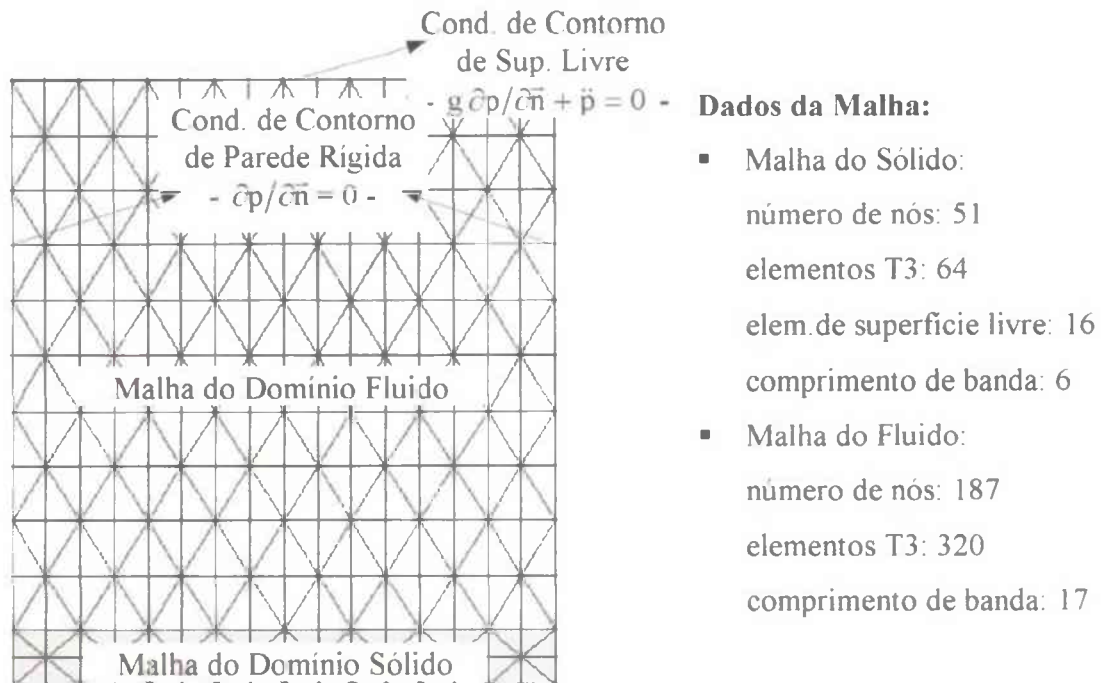 Cond. de Contorno
de Sup. Livre
- g ∂p/∂n⃗ + p̈ = 0 -
Cond. de Contorno
de Parede Rígida
- ∂p/∂n⃗ = 0 -
Malha do Domínio Fluido
Malha do Domínio Sólido
Dados da Malha:
▪ Malha do Sólido:
número de nós: 51
elementos T3: 64
elem.de superfície livre: 16
comprimento de banda: 6
▪ Malha do Fluido:
número de nós: 187
elementos T3: 320
comprimento de banda: 17